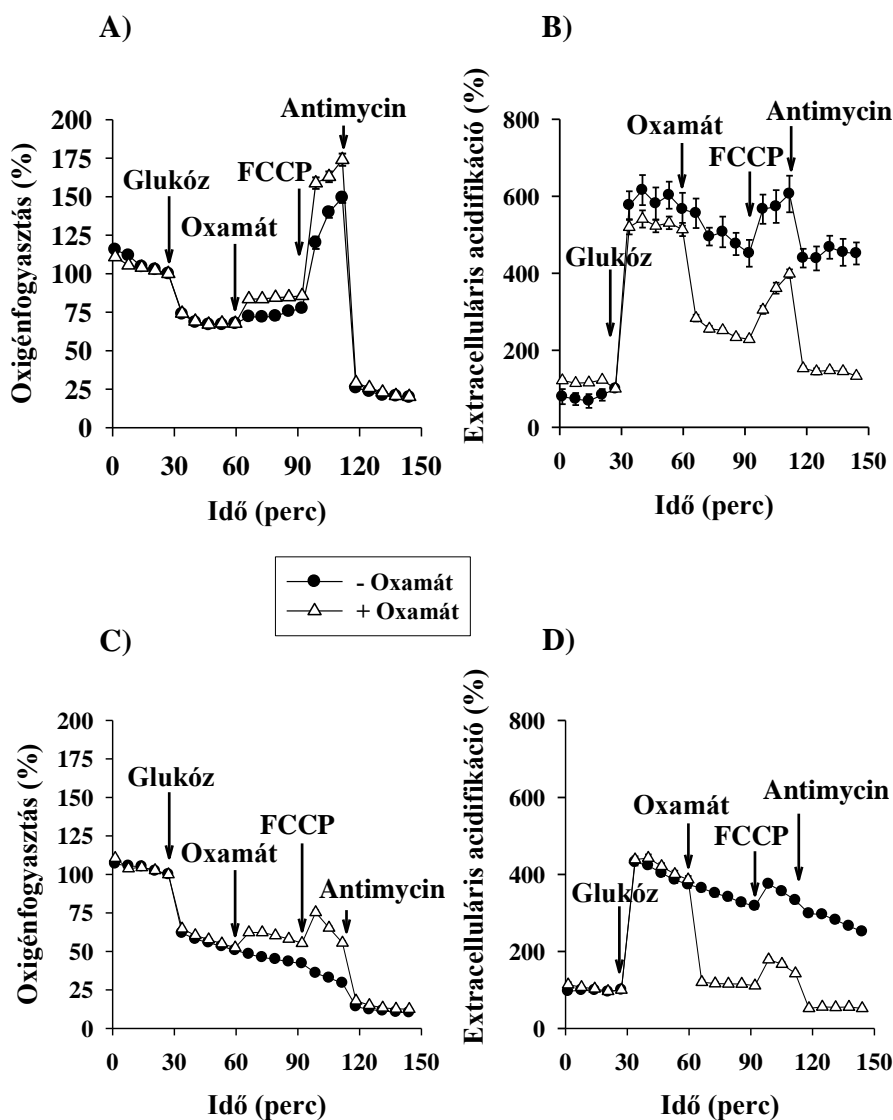 A)
B)
Oxigénfogyasztás (%)
200
175
150
125
100
75
50
25
0
Glukóz
Oxamát
FCCP
Antimycin
0 30 60 90 120 150
Idő (perc)
Extracelluláris acidifikáció (%)
800
600
400
200
0
Glukóz
Oxamát
FCCP
Antimycin
0 30 60 90 120 150
Idő (perc)
- Oxamát
+ Oxamát
C)
D)
Oxigénfogyasztás (%)
200
175
150
125
100
75
50
25
0
Glukóz
Oxamát
FCCP
Antimycin
0 30 60 90 120 150
Idő (perc)
Extracelluláris acidifikáció (%)
800
600
400
200
0
Glukóz
Oxamát
FCCP
Antimycin
0 30 60 90 120 150
Idő (perc)